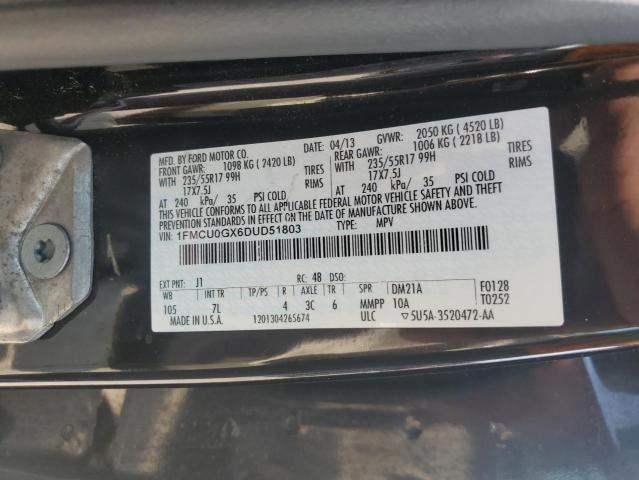 MFD. BY FORD MOTOR CO. DATE: 04/13 GVWR: 2050 KG ( 4520 LB)
FRONT GAWR: 1098 KG ( 2420 LB) REAR GAWR: 1006 KG ( 2218 LB)
WITH 235/55R17 99H TIRES WITH 235/55R17 99H TIRES
17X7.5J RIMS 17X7.5J RIMS
AT 240 kPa/ 35 PSI COLD AT 240 kPa/ 35 PSI COLD
THIS VEHICLE CONFORMS TO ALL APPLICABLE FEDERAL MOTOR VEHICLE SAFETY AND THEFT
PREVENTION STANDARDS IN EFFECT ON THE DATE OF MANUFACTURE SHOWN ABOVE.
VIN: 1FMCU0GX6DUD51803 TYPE: MPV
EXT PNT: J1 RC: 48 DSO: F0128
WB INT TR TP/PS R AXLE TR SPR DM21A T0252
105 7L 4 3C 6 MMPP 10A
MADE IN U.S.A. 1201304265674 ULC 5U5A-3520472-AA